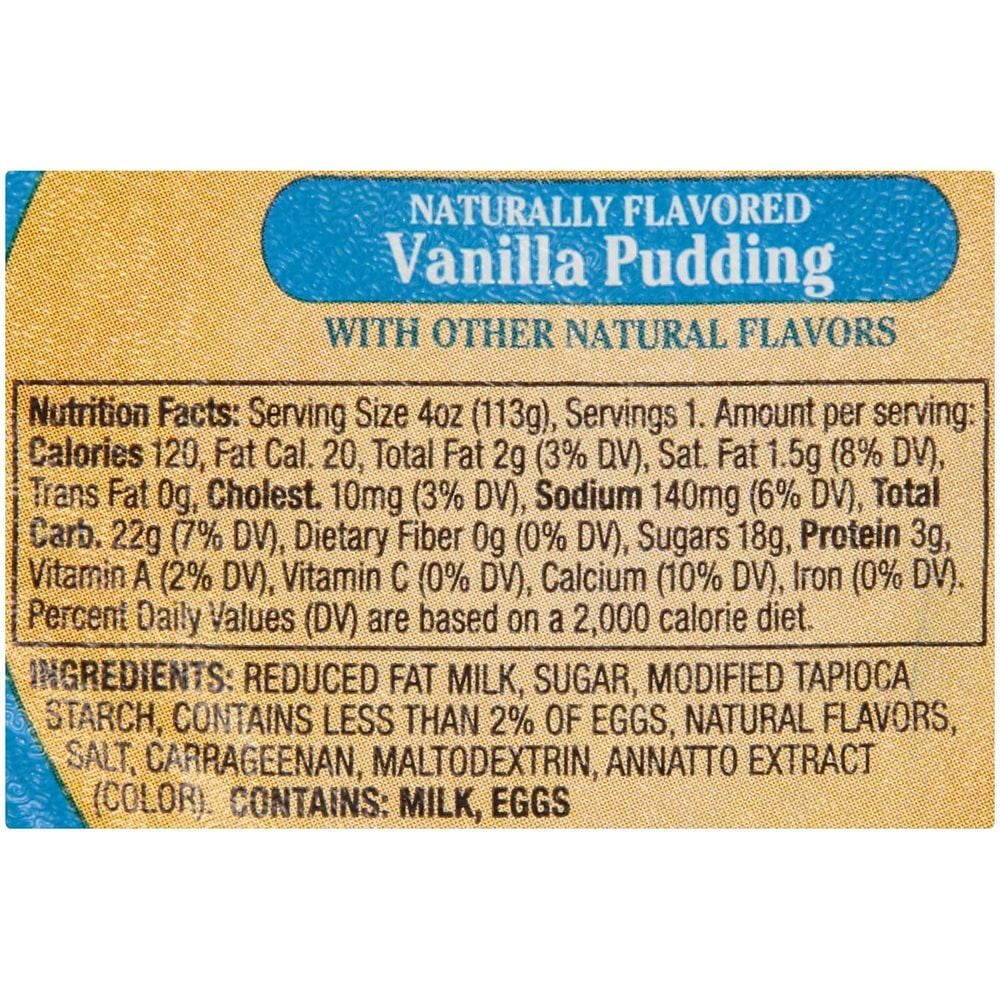 NATURALLY FLAVORED
Vanilla Pudding
WITH OTHER NATURAL FLAVORS
Nutrition Facts: Serving Size 4oz (113g), Servings 1. Amount per serving:
Calories 120, Fat Cal. 20, Total Fat 2g (3% DV), Sat. Fat 1.5g (8% DV),
Trans Fat 0g, Cholest. 10mg (3% DV), Sodium 140mg (6% DV), Total
Carb. 22g (7% DV), Dietary Fiber 0g (0% DV), Sugars 18g, Protein 3g,
Vitamin A (2% DV), Vitamin C (0% DV), Calcium (10% DV), Iron (0% DV).
Percent Daily Values (DV) are based on a 2,000 calorie diet.
INGREDIENTS: REDUCED FAT MILK, SUGAR, MODIFIED TAPIOCA
STARCH, CONTAINS LESS THAN 2% OF EGGS, NATURAL FLAVORS,
SALT, CARRAGEENAN, MALTODEXTRIN, ANNATTO EXTRACT
(COLOR). CONTAINS: MILK, EGGS